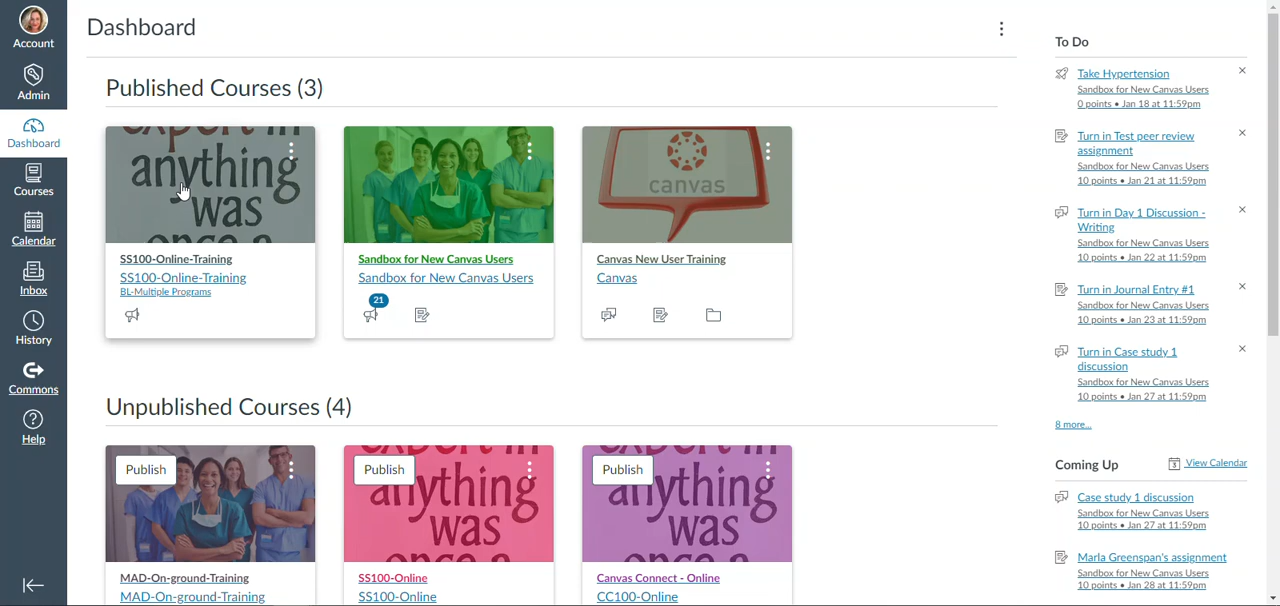 Account
Admin
Dashboard
Courses
Calendar
Inbox
History
Commons
Help
Dashboard
Published Courses (3)
expert in
anything
was
once a
SS100-Online-Training
SS100-Online-Training
BL-Multiple Programs
Sandbox for New Canvas Users
Sandbox for New Canvas Users
21
canvas
Canvas New User Training
Canvas
Unpublished Courses (4)
Publish
MAD-On-ground-Training
MAD-On-ground-Training
Publish
expert in
anything
was
once a
SS100-Online
SS100-Online
Publish
expert in
anything
was
once a
Canvas Connect - Online
CC100-Online
To Do
Take Hypertension
Sandbox for New Canvas Users
0 points • Jan 18 at 11:59pm
Turn in Test peer review
assignment
Sandbox for New Canvas Users
10 points • Jan 21 at 11:59pm
Turn in Day 1 Discussion -
Writing
Sandbox for New Canvas Users
10 points • Jan 22 at 11:59pm
Turn in Journal Entry #1
Sandbox for New Canvas Users
10 points • Jan 23 at 11:59pm
Turn in Case study 1
discussion
Sandbox for New Canvas Users
10 points • Jan 27 at 11:59pm
8 more...
Coming Up
3 View Calendar
Case study 1 discussion
Sandbox for New Canvas Users
10 points • Jan 27 at 11:59pm
Marla Greenspan's assignment
Sandbox for New Canvas Users
10 points • Jan 28 at 11:59pm